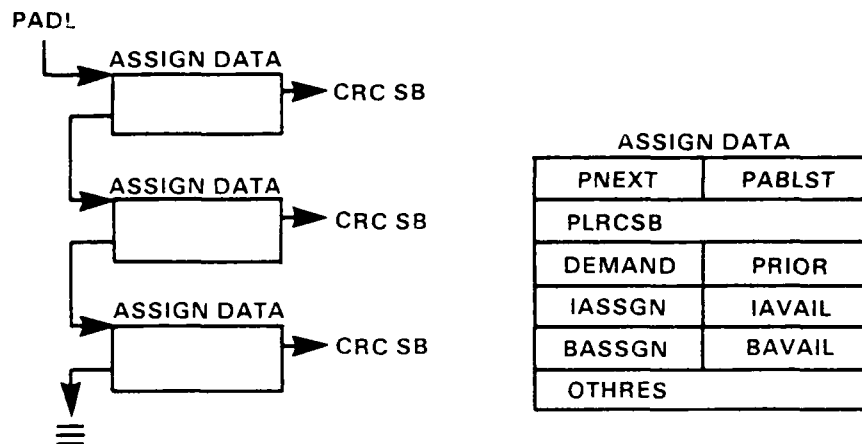 PADL
ASSIGN DATA
CRC SB
ASSIGN DATA
CRC SB
ASSIGN DATA
CRC SB
ASSIGN DATA
PNEXT PABLST
PLRCSB
DEMAND PRIOR
IASSGN IAVAIL
BASSGN BAVAIL
OTHRES